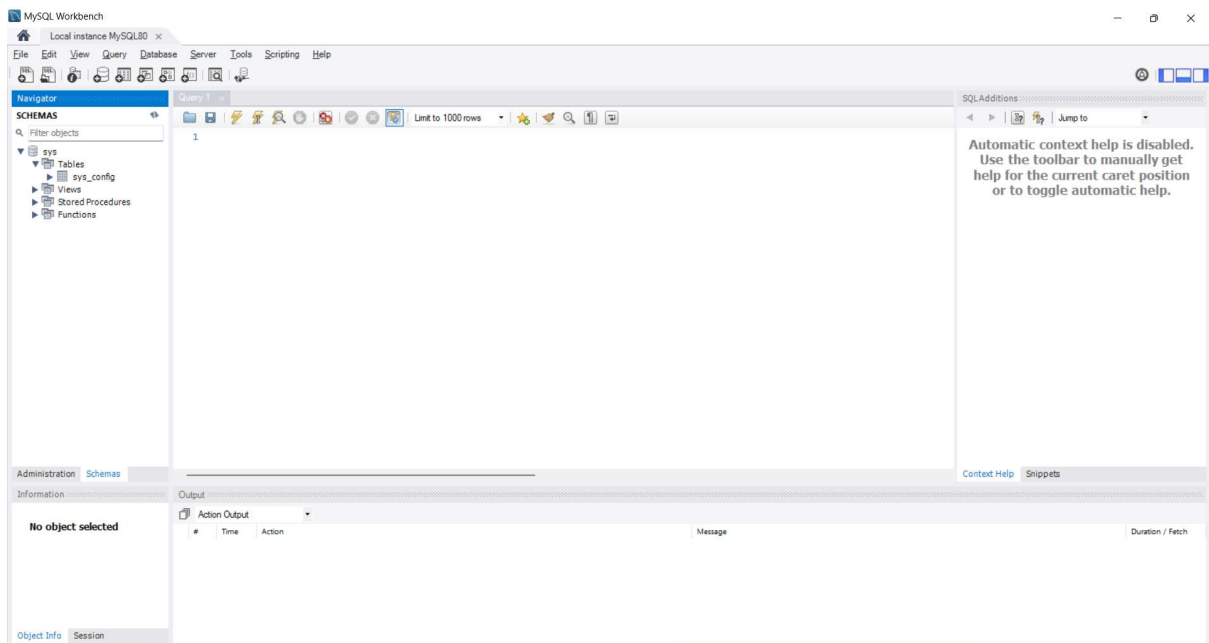 MySQL Workbench
Local instance MySQL80
File Edit View Query Database Server Tools Scripting Help
Navigator
SCHEMAS
Filter objects
sys
Tables
sys_config
Views
Stored Procedures
Functions
Administration Schemas
Information
No object selected
Object Info Session
Query 1
Limit to 1000 rows
1
Output
Action Output
# Time Action Message Duration / Fetch
SQLAdditions
Jump to
Automatic context help is disabled.
Use the toolbar to manually get
help for the current caret position
or to toggle automatic help.
Context Help Snippets